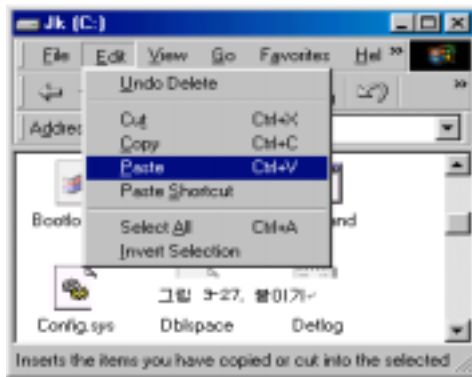 Jk (C:)
File Edit View Go Favorites Hel »
Undo Delete
»
Addres
Cut Ctrl+X
Copy Ctrl+C
Paste Ctrl+V
Paste Shortcut
Bootlo
nd
Select All Ctrl+A
Invert Selection
그림 3-27. 붙이기
Config.sys Dblspace Detlog
Inserts the items you have copied or cut into the selected